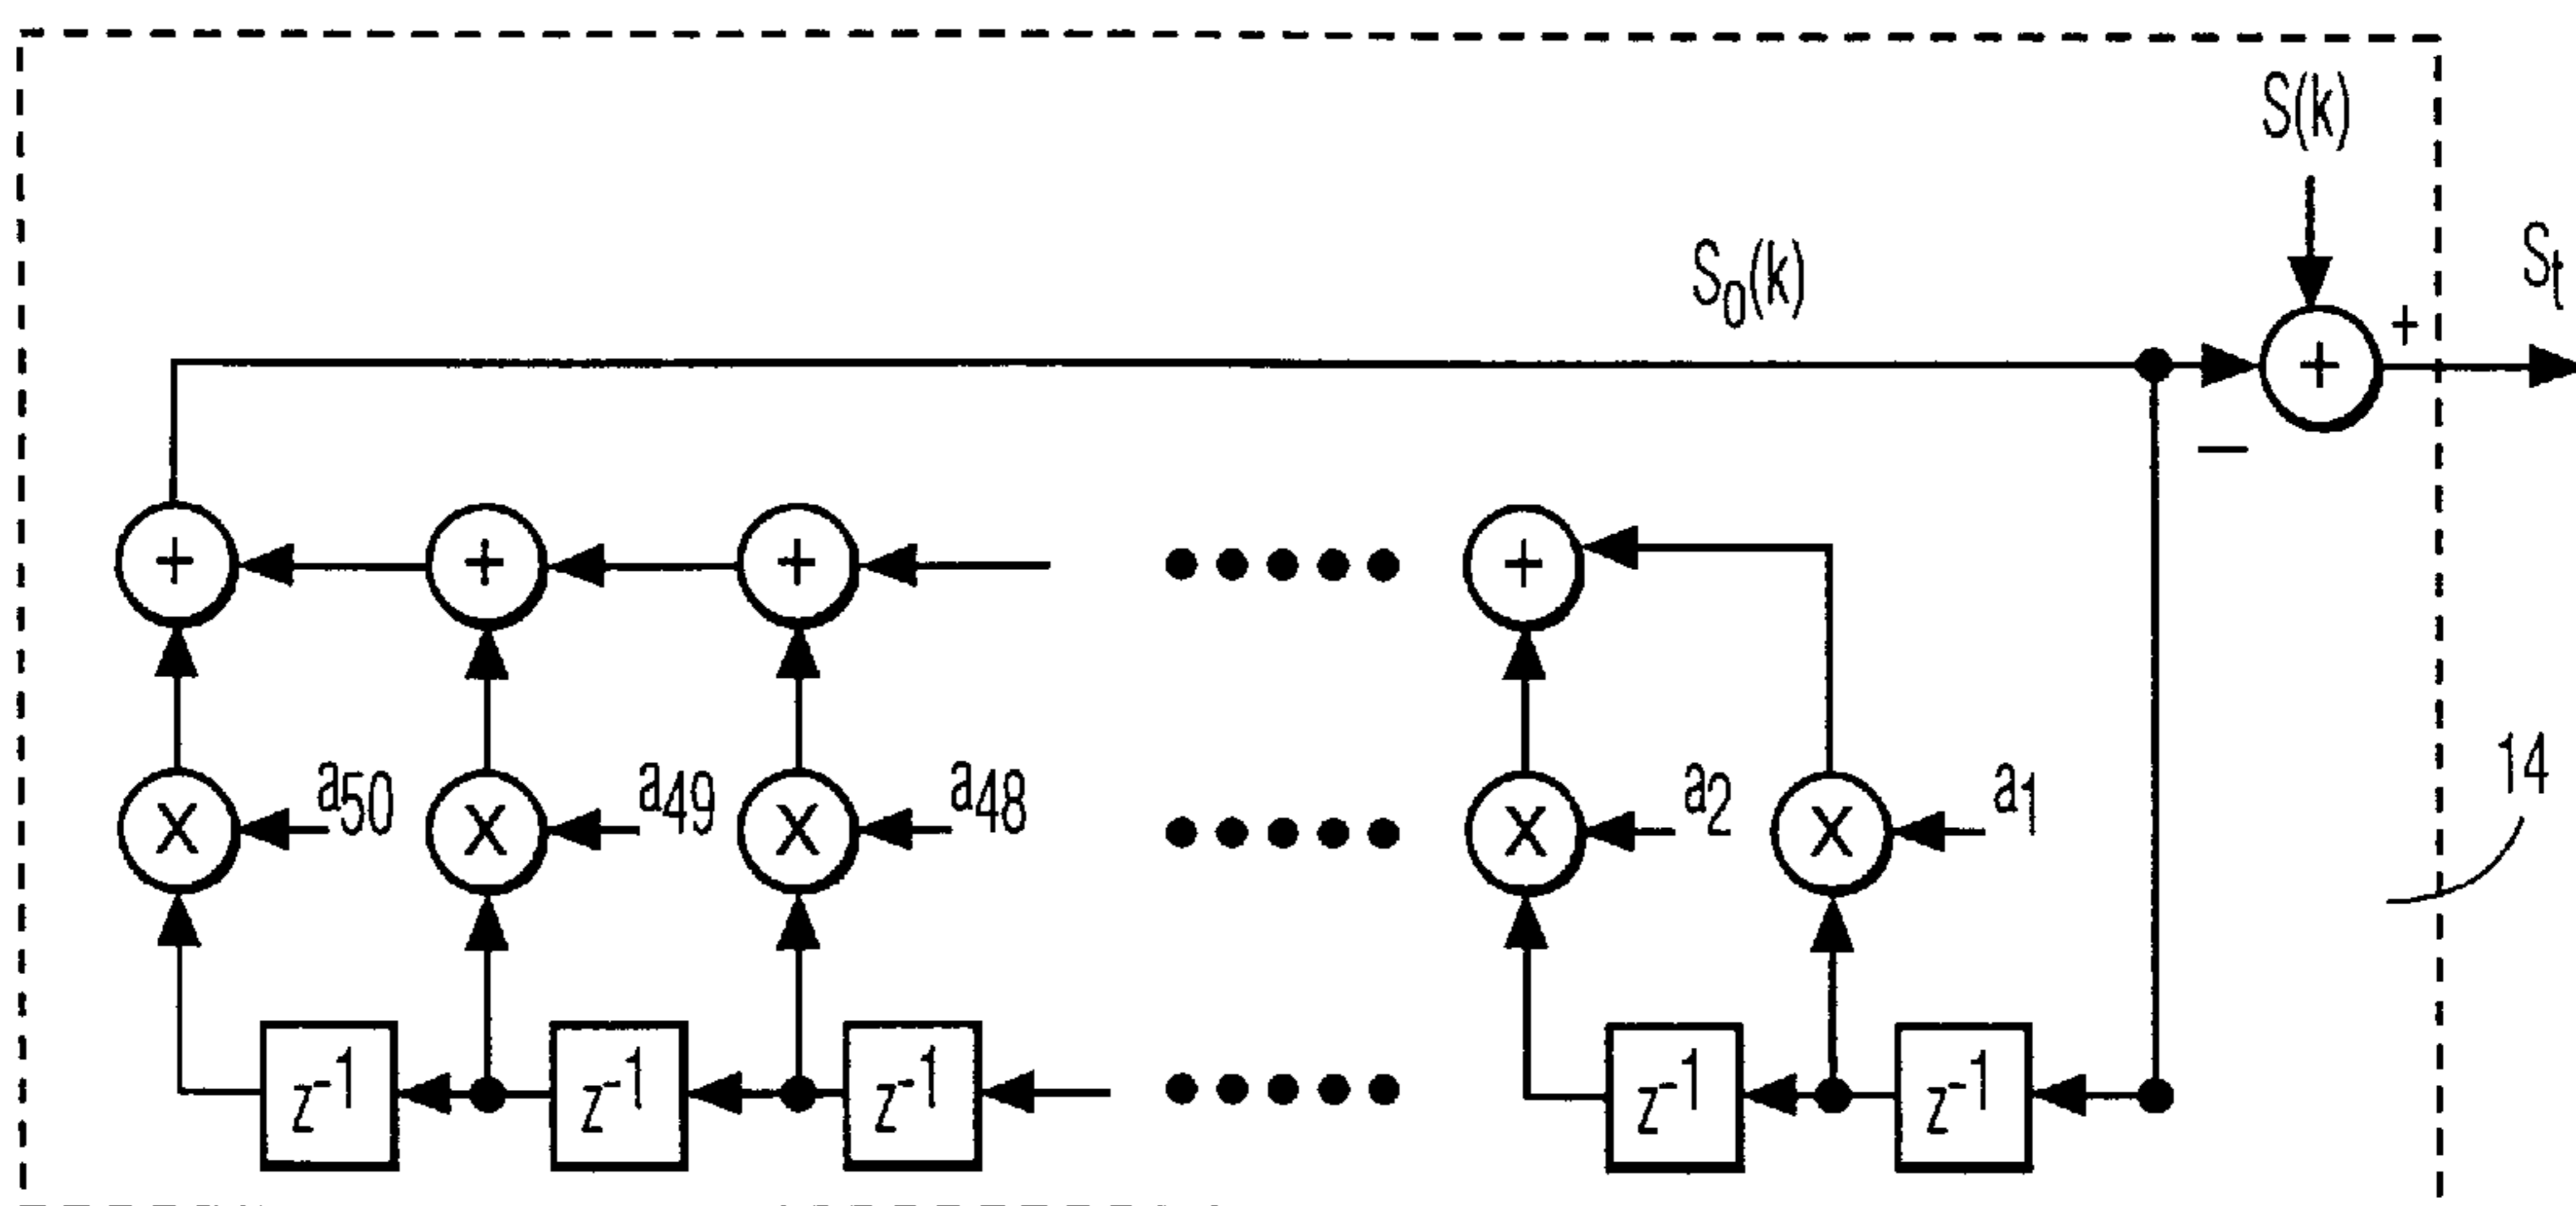 S(k)
S₀(k)
Sₜ
+
+
−
+ + + +
a₅₀ a₄₉ a₄₈ a₂ a₁
X X X X X
14
z⁻¹ z⁻¹ z⁻¹ z⁻¹ z⁻¹